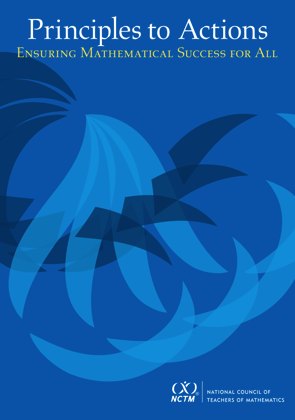 Principles to Actions
Ensuring Mathematical Success for All
NCTM®
NATIONAL COUNCIL OF
TEACHERS OF MATHEMATICS